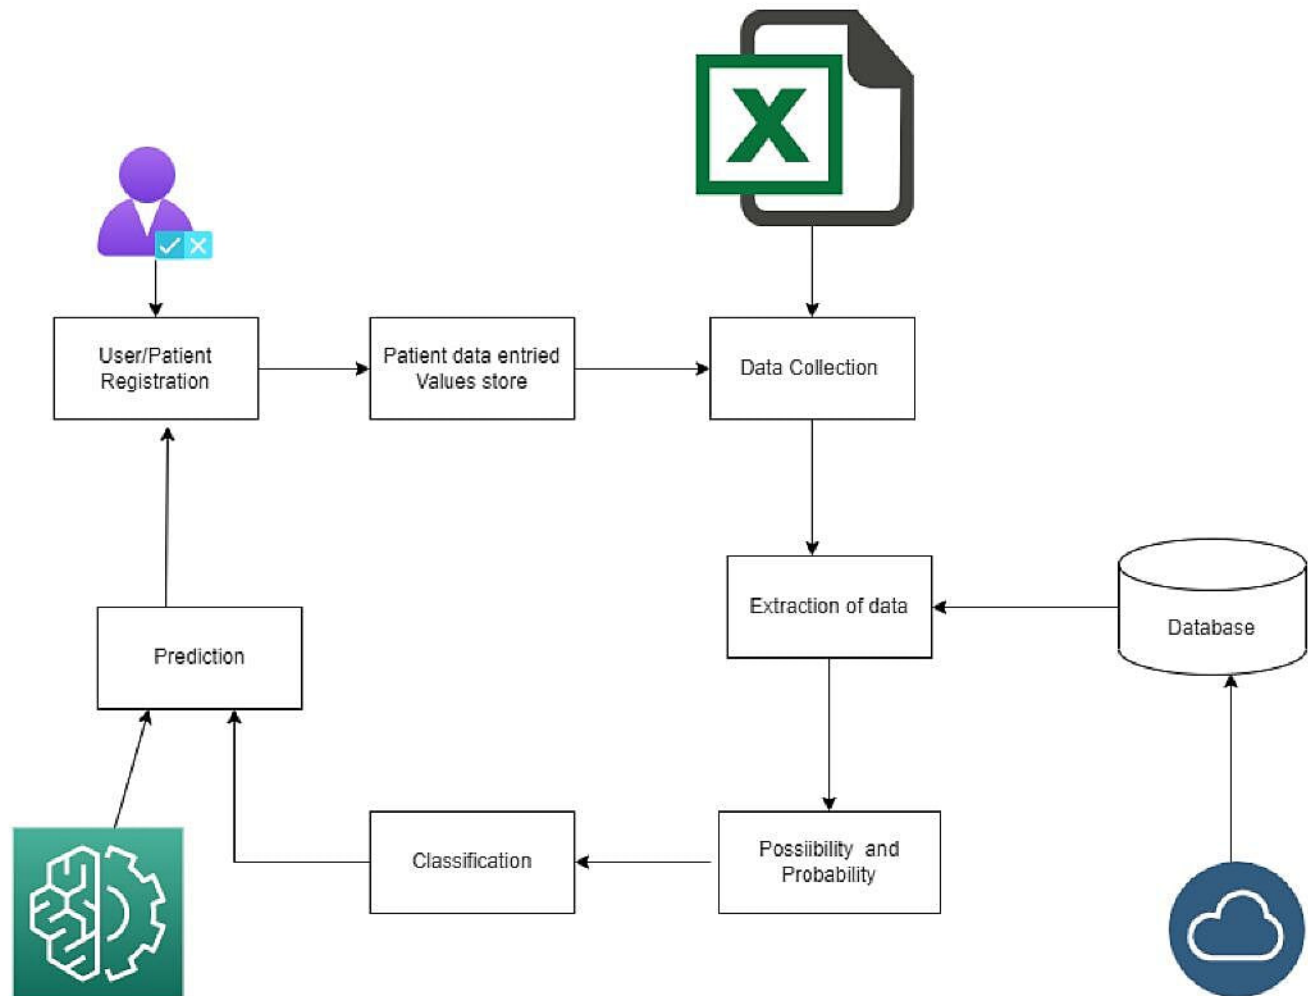 X
User/Patient
Registration
Patient data entried
Values store
Data Collection
Extraction of data
Database
Prediction
Classification
Possiibility and
Probability